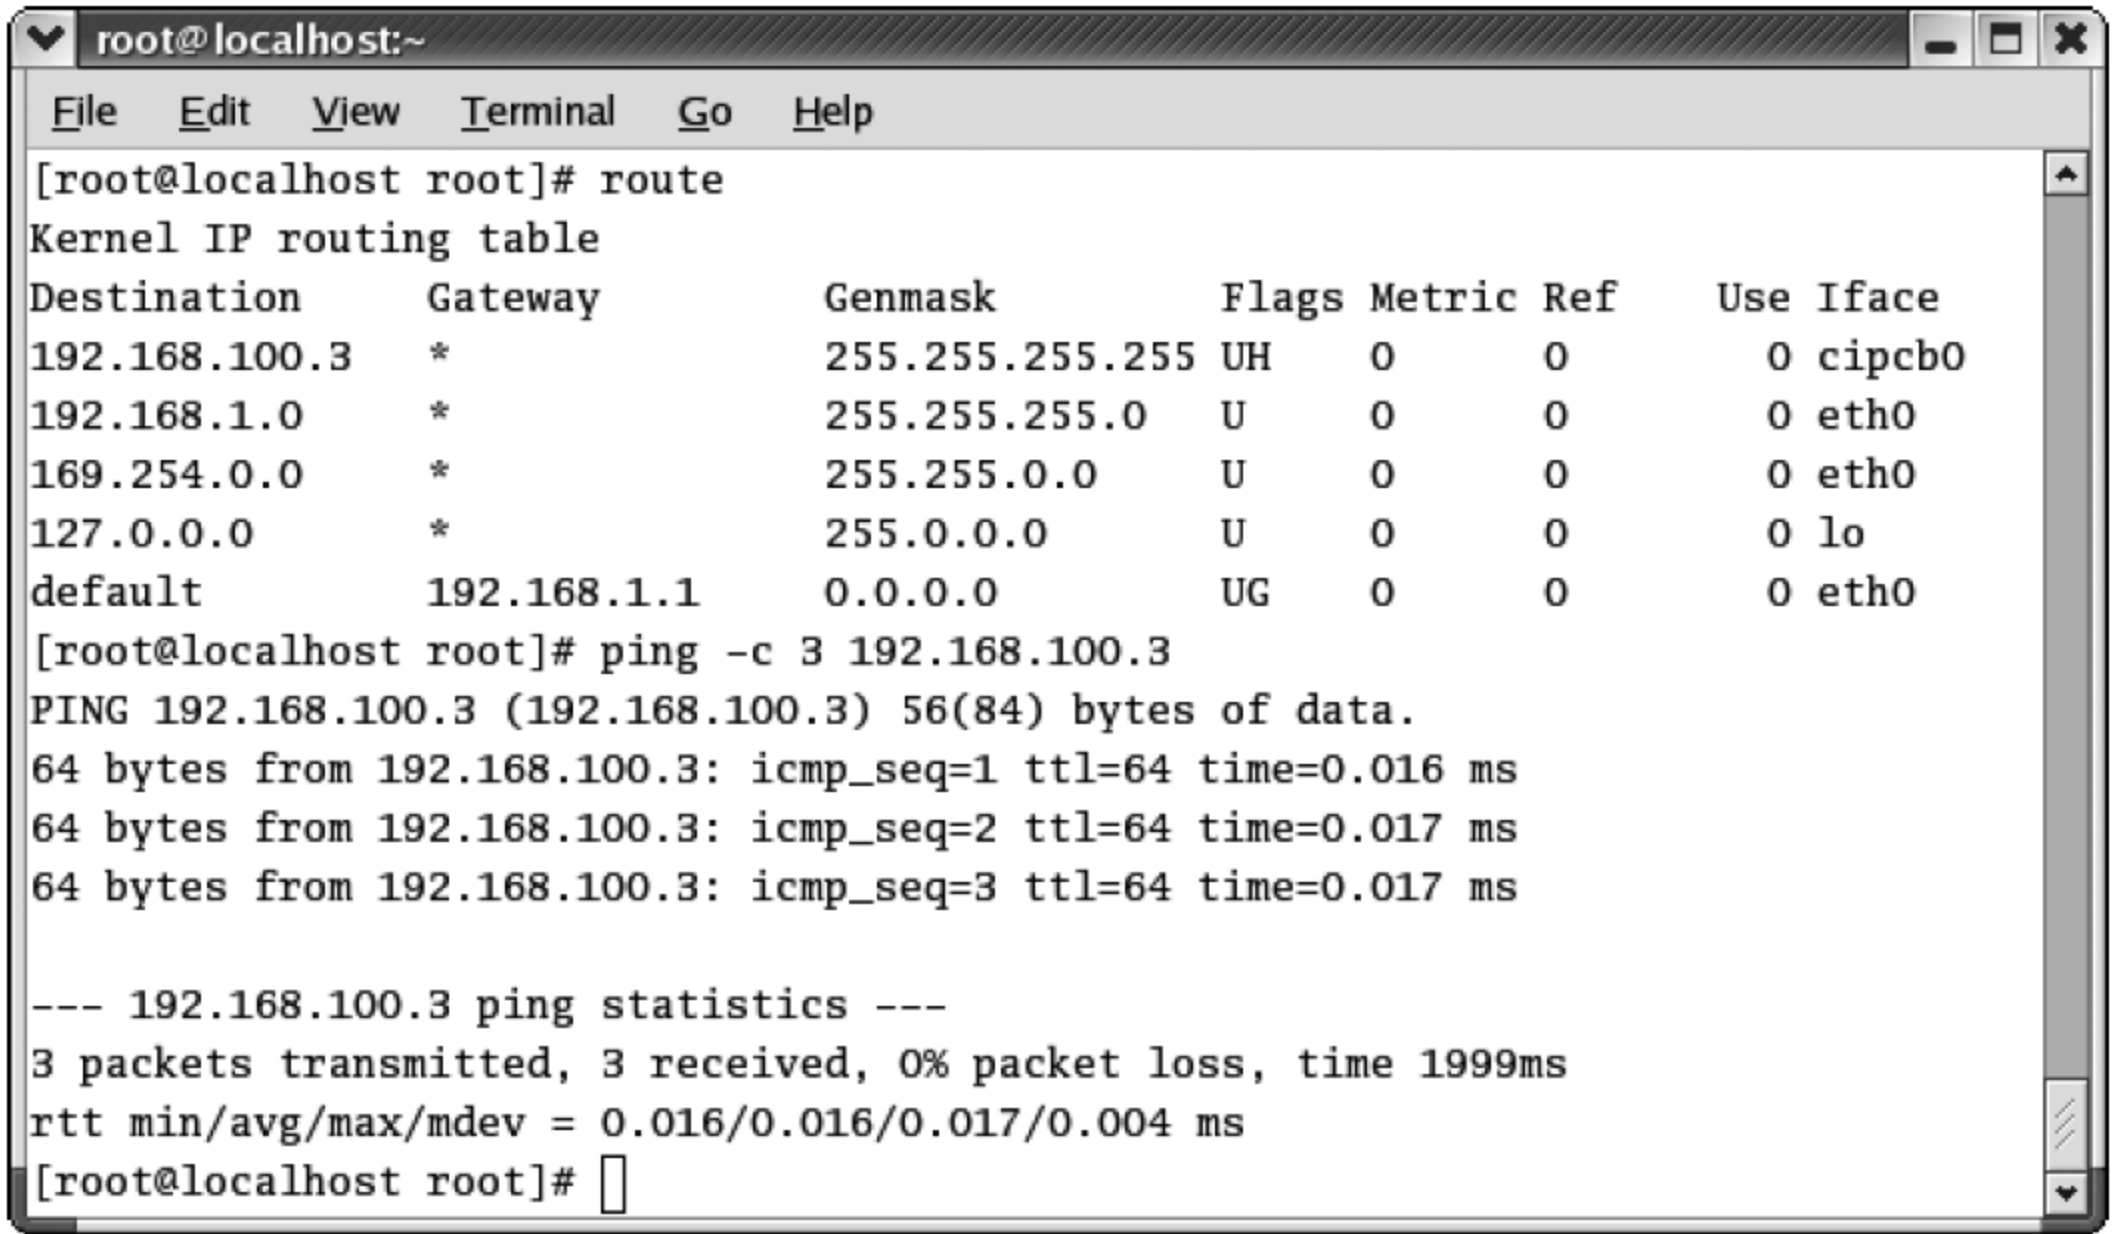 root@localhost:~
File Edit View Terminal Go Help
[root@localhost root]# route
Kernel IP routing table
Destination     Gateway         Genmask         Flags Metric Ref    Use Iface
192.168.100.3   *               255.255.255.255 UH    0      0        0 cipcb0
192.168.1.0     *               255.255.255.0   U     0      0        0 eth0
169.254.0.0     *               255.255.0.0     U     0      0        0 eth0
127.0.0.0       *               255.0.0.0       U     0      0        0 lo
default         192.168.1.1     0.0.0.0         UG    0      0        0 eth0
[root@localhost root]# ping -c 3 192.168.100.3
PING 192.168.100.3 (192.168.100.3) 56(84) bytes of data.
64 bytes from 192.168.100.3: icmp_seq=1 ttl=64 time=0.016 ms
64 bytes from 192.168.100.3: icmp_seq=2 ttl=64 time=0.017 ms
64 bytes from 192.168.100.3: icmp_seq=3 ttl=64 time=0.017 ms
--- 192.168.100.3 ping statistics ---
3 packets transmitted, 3 received, 0% packet loss, time 1999ms
rtt min/avg/max/mdev = 0.016/0.016/0.017/0.004 ms
[root@localhost root]#